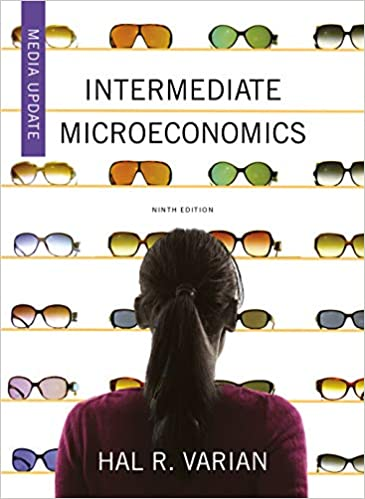 MEDIA UPDATE
INTERMEDIATE
MICROECONOMICS
NINTH EDITION
HAL R. VARIAN